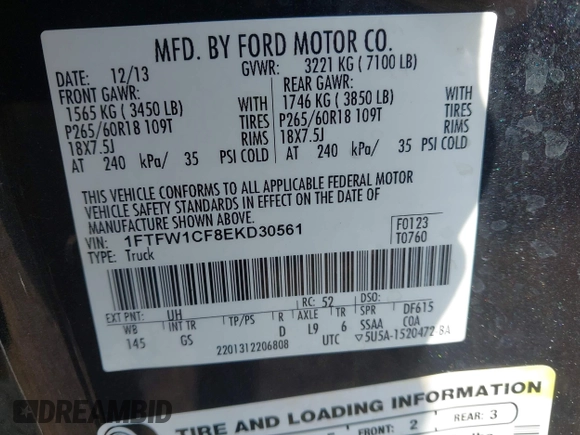 MFD. BY FORD MOTOR CO.
DATE: 12/13
GVWR: 3221 KG ( 7100 LB)
FRONT GAWR:
1565 KG ( 3450 LB) WITH
P265/60R18 109T TIRES
18X7.5J RIMS
AT 240 kPa/ 35 PSI COLD
REAR GAWR:
1746 KG ( 3850 LB) WITH
P265/60R18 109T TIRES
18X7.5J RIMS
AT 240 kPa/ 35 PSI COLD
THIS VEHICLE CONFORMS TO ALL APPLICABLE FEDERAL MOTOR
VEHICLE SAFETY STANDARDS IN EFFECT ON THE DATE OF
MANUFACTURE SHOWN ABOVE.
VIN: 1FTFW1CF8EKD30561
TYPE: Truck
F0123
T0760
EXT PNT: UH RC: 52 DSO:
WB INT TR TP/PS R AXLE TR SPR DF615
145 GS D L9 6 SSAA COA
2201312206808 UTC ▽5U5A-1520472 BA
TIRE AND LOADING INFORMATION
FRONT: 2 REAR: 3
DREAMBID